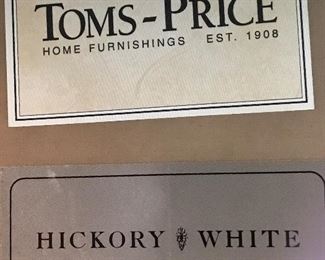 TOMS-PRICE
HOME FURNISHINGS EST. 1908
HICKORY WHITE